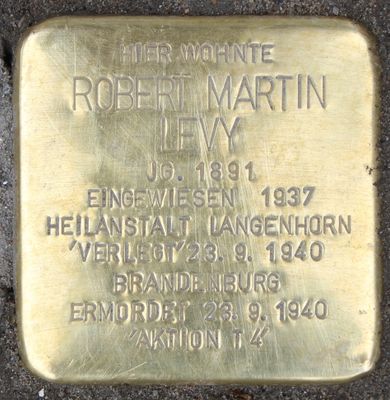 HIER WOHNTE
ROBERT MARTIN
LEVY
JG. 1891
EINGEWIESEN 1937
HEILANSTALT LANGENHORN
'VERLEGT' 23. 9. 1940
BRANDENBURG
ERMORDET 23. 9. 1940
'AKTION T 4'